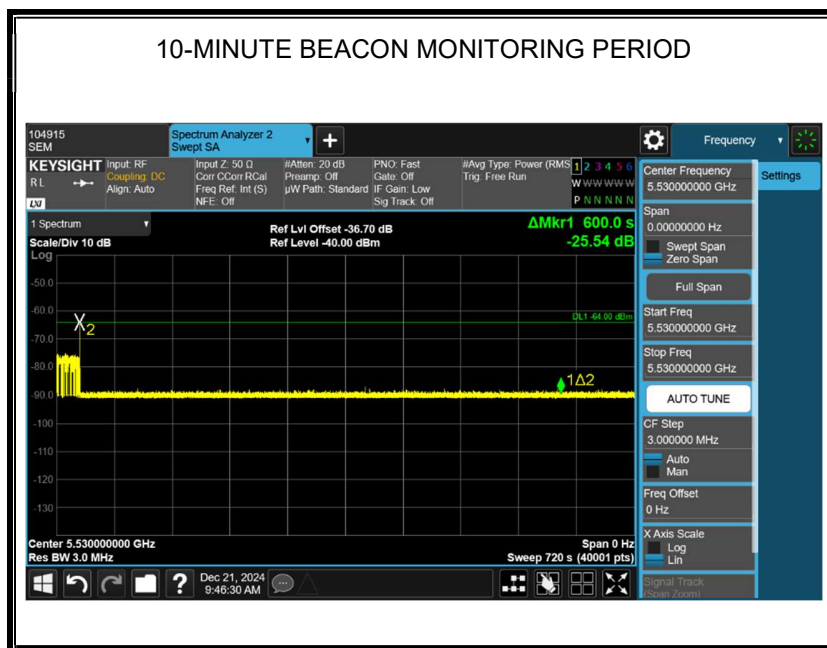 10-MINUTE BEACON MONITORING PERIOD
104915
SEM
Spectrum Analyzer 2
Swept SA
+
Frequency
KEYSIGHT
R L
LXI
Input: RF
Coupling: DC
Align: Auto
Input Z: 50 Ω
Corr CCorr RCal
Freq Ref: Int (S)
NFE: Off
#Atten: 20 dB
Preamp: Off
µW Path: Standard
PNO: Fast
Gate: Off
IF Gain: Low
Sig Track: Off
#Avg Type: Power (RMS
Trig: Free Run
1 2 3 4 5 6
W W W W W W
P N N N N N
1 Spectrum
Scale/Div 10 dB
Log
Ref Lvl Offset -36.70 dB
Ref Level -40.00 dBm
ΔMkr1 600.0 s
-25.54 dB
-50.0
-60.0
-70.0
-80.0
-90.0
-100
-110
-120
-130
DL1 -64.00 dBm
2
1Δ2
Center 5.530000000 GHz
Res BW 3.0 MHz
Span 0 Hz
Sweep 720 s (40001 pts)
Center Frequency
5.530000000 GHz
Settings
Span
0.00000000 Hz
Swept Span
Zero Span
Full Span
Start Freq
5.530000000 GHz
Stop Freq
5.530000000 GHz
AUTO TUNE
CF Step
3.000000 MHz
Auto
Man
Freq Offset
0 Hz
X Axis Scale
Log
Lin
Signal Track
(Span Zoom)
?
Dec 21, 2024
9:46:30 AM